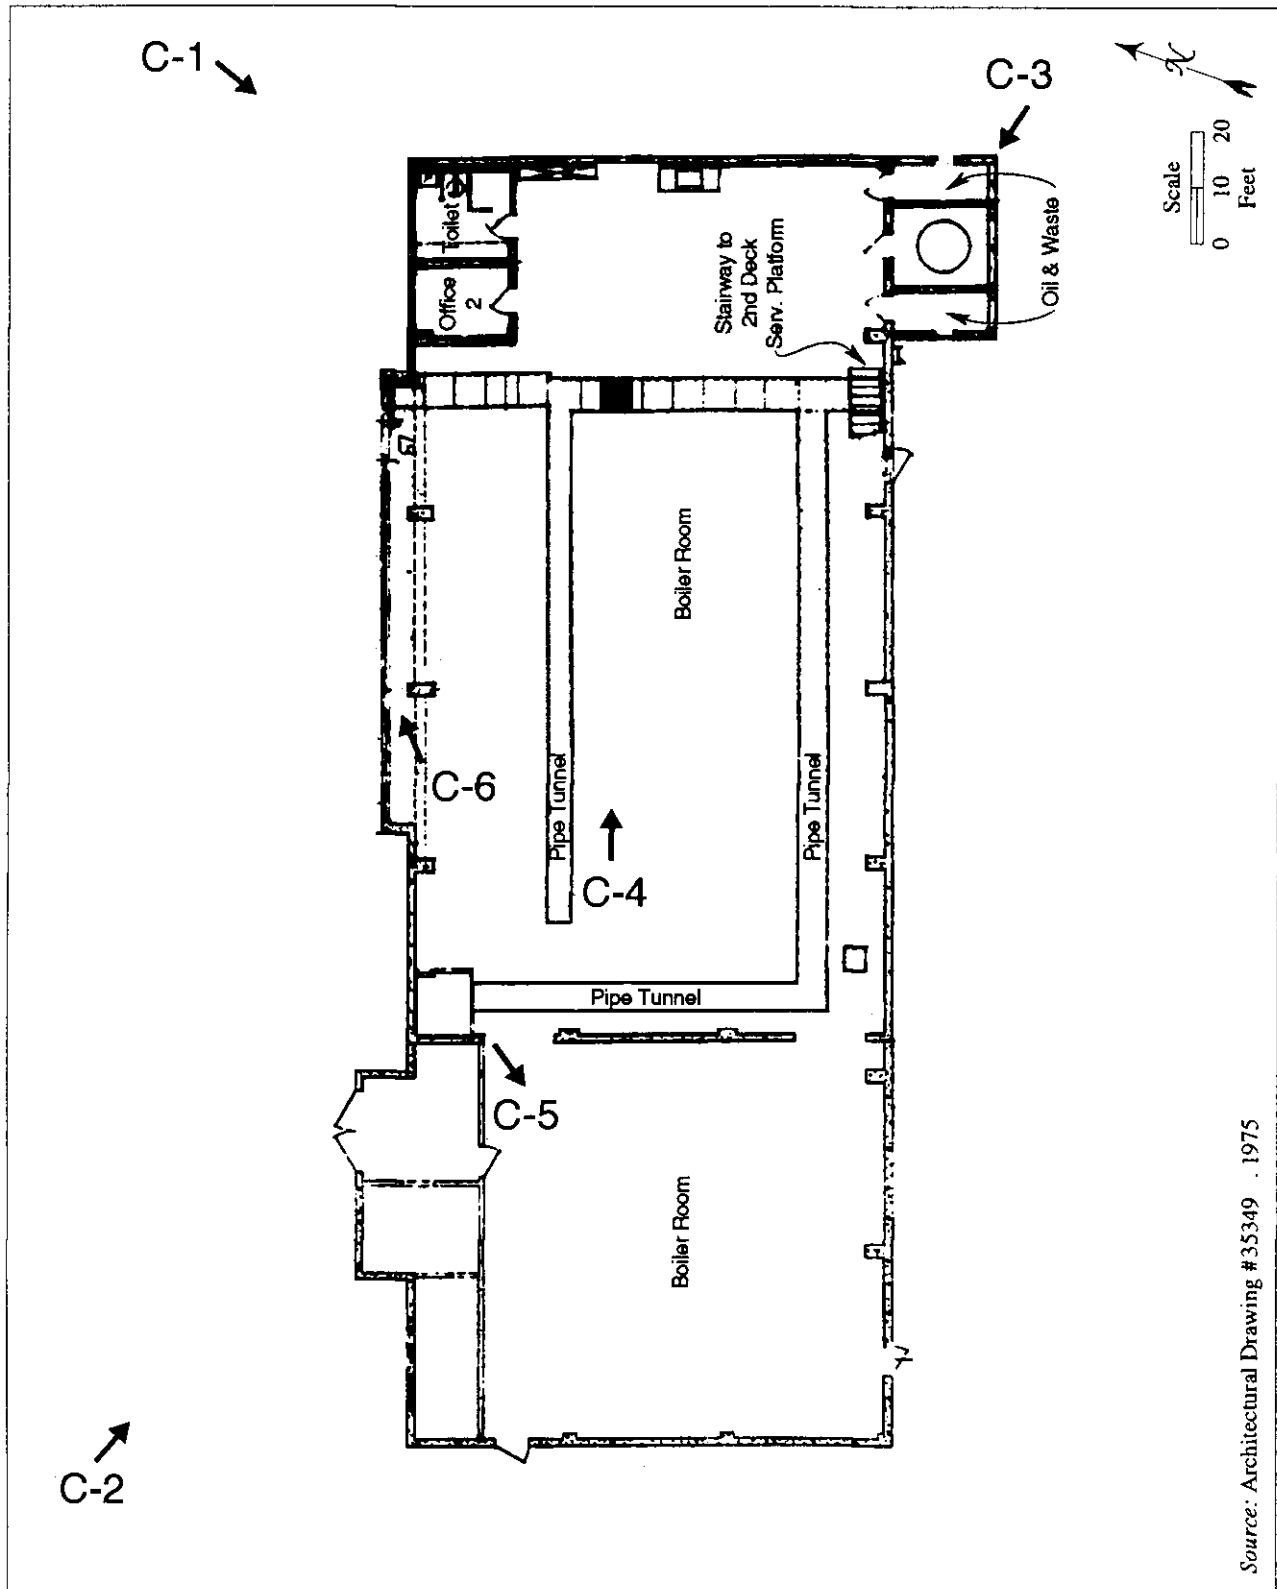 C-1
C-3
N
Scale
0 10 20
Feet
Toilet
Office
2
Stairway to
2nd Deck
Serv. Platform
Oil & Waste
Boiler Room
C-6
Pipe Tunnel
Pipe Tunnel
C-4
Pipe Tunnel
C-5
Boiler Room
C-2
Source: Architectural Drawing #35349 . 1975